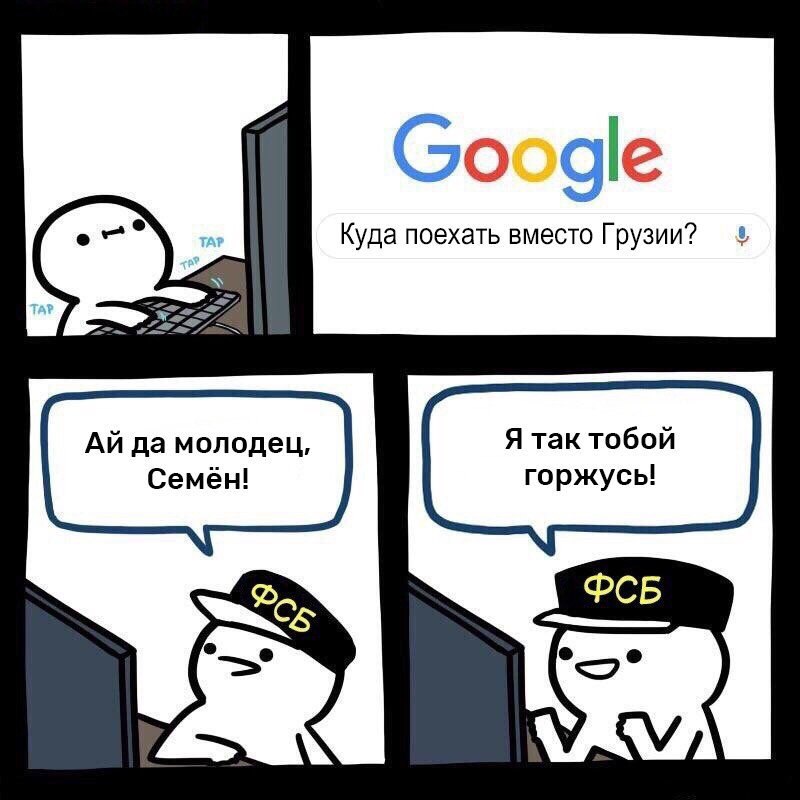 TAP
TAP
TAP
Google
Куда поехать вместо Грузии?
Ай да молодец,
Семён!
ФСБ
Я так тобой
горжусь!
ФСБ